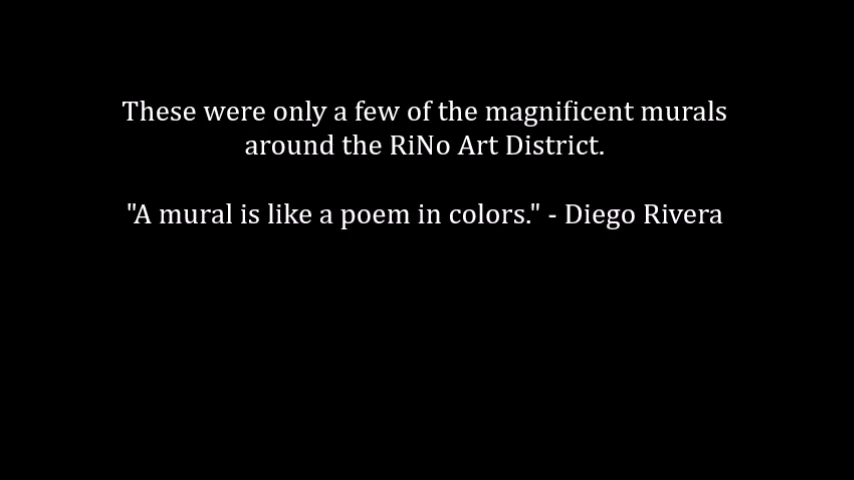 These were only a few of the magnificent murals
around the RiNo Art District.
"A mural is like a poem in colors." - Diego Rivera